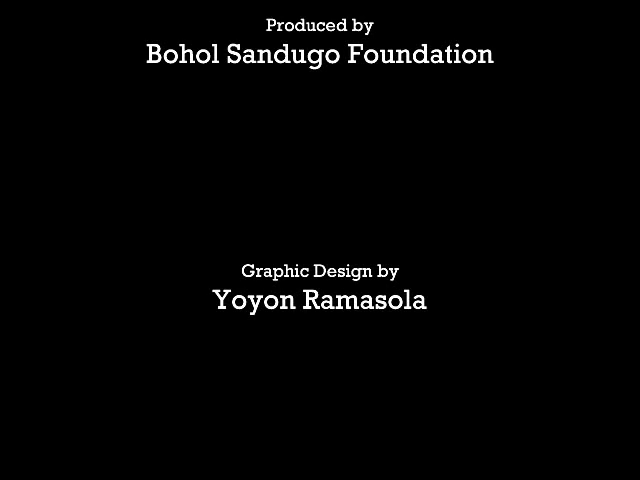 Produced by
Bohol Sandugo Foundation
Graphic Design by
Yoyon Ramasola